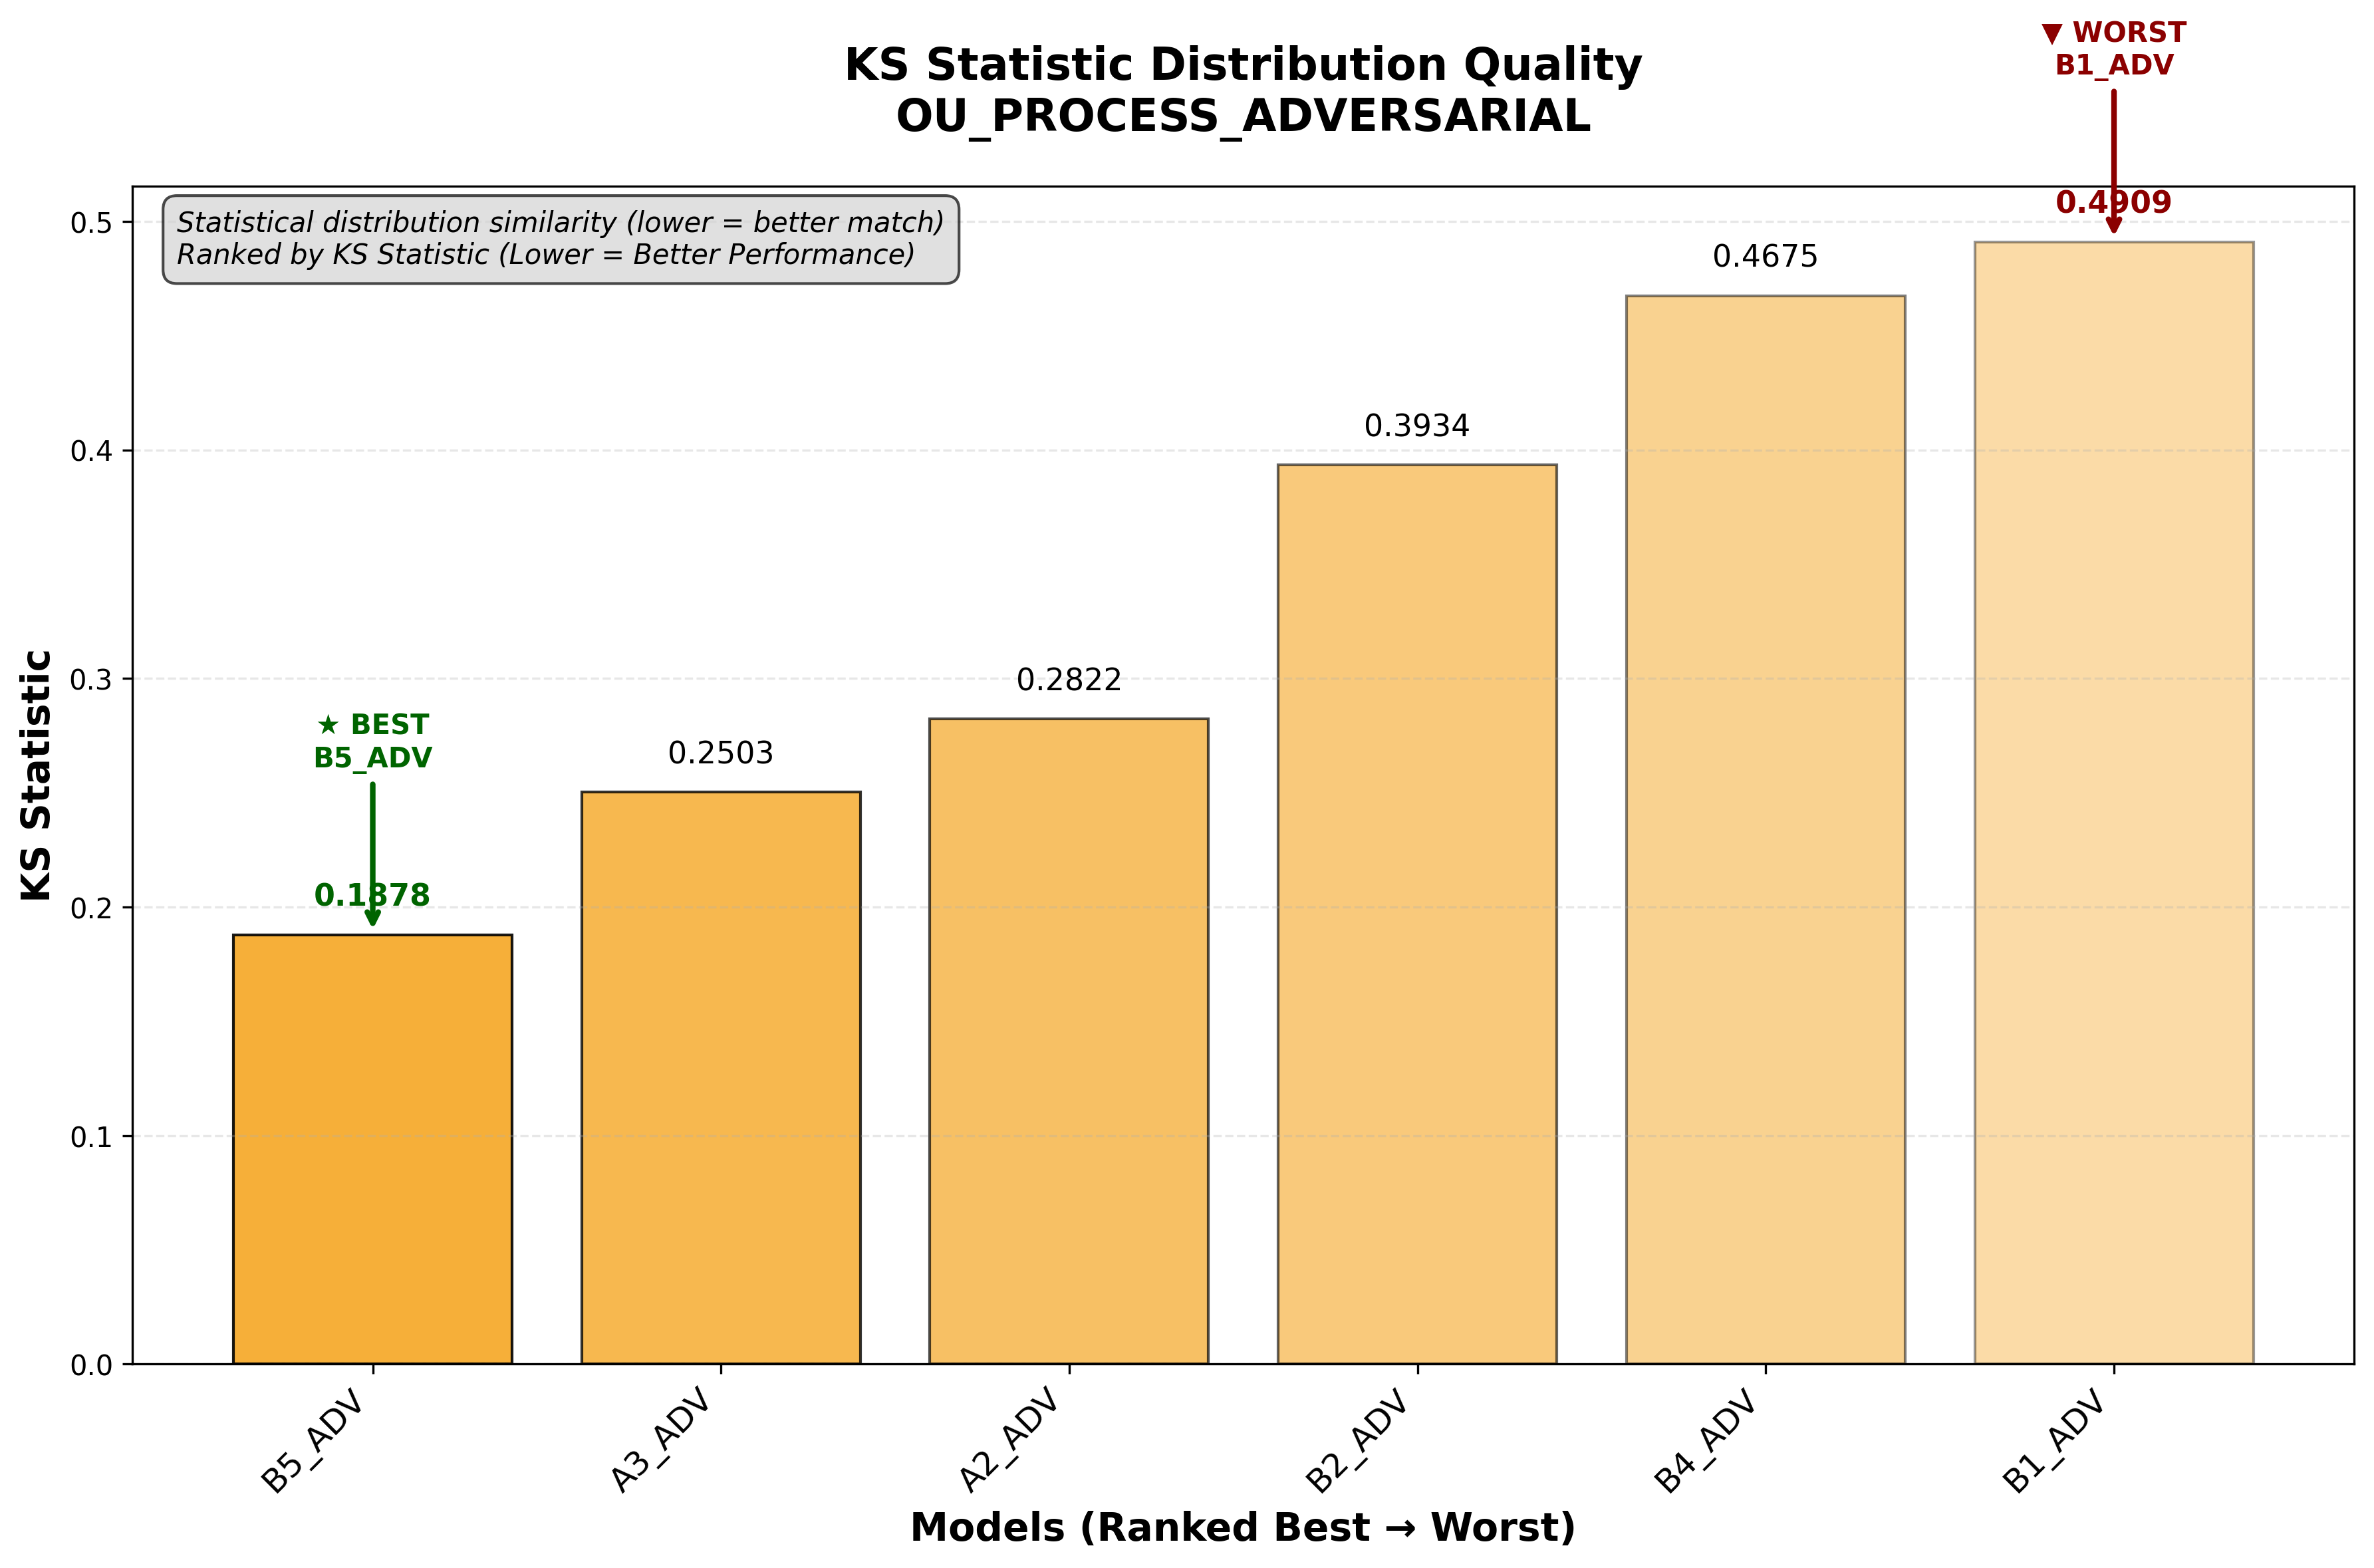 ▼ WORST
B1_ADV
KS Statistic Distribution Quality
OU_PROCESS_ADVERSARIAL
Statistical distribution similarity (lower = better match)
Ranked by KS Statistic (Lower = Better Performance)
KS Statistic
0.5
0.4
0.3
0.2
0.1
0.0
★ BEST
B5_ADV
0.1878
0.2503
0.2822
0.3934
0.4675
0.4909
B5_ADV
A3_ADV
A2_ADV
B2_ADV
B4_ADV
B1_ADV
Models (Ranked Best → Worst)